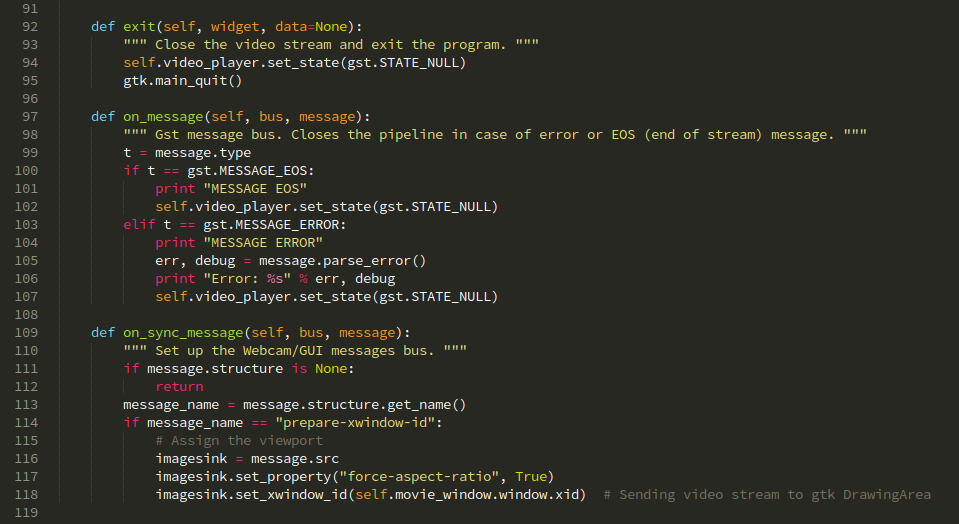 91
92     def exit(self, widget, data=None):
93         """ Close the video stream and exit the program. """
94         self.video_player.set_state(gst.STATE_NULL)
95         gtk.main_quit()
96
97     def on_message(self, bus, message):
98         """ Gst message bus. Closes the pipeline in case of error or EOS (end of stream) message. """
99         t = message.type
100         if t == gst.MESSAGE_EOS:
101             print "MESSAGE EOS"
102             self.video_player.set_state(gst.STATE_NULL)
103         elif t == gst.MESSAGE_ERROR:
104             print "MESSAGE ERROR"
105             err, debug = message.parse_error()
106             print "Error: %s" % err, debug
107             self.video_player.set_state(gst.STATE_NULL)
108
109     def on_sync_message(self, bus, message):
110         """ Set up the Webcam/GUI messages bus. """
111         if message.structure is None:
112             return
113         message_name = message.structure.get_name()
114         if message_name == "prepare-xwindow-id":
115             # Assign the viewport
116             imagesink = message.src
117             imagesink.set_property("force-aspect-ratio", True)
118             imagesink.set_xwindow_id(self.movie_window.window.xid)  # Sending video stream to gtk DrawingArea
119